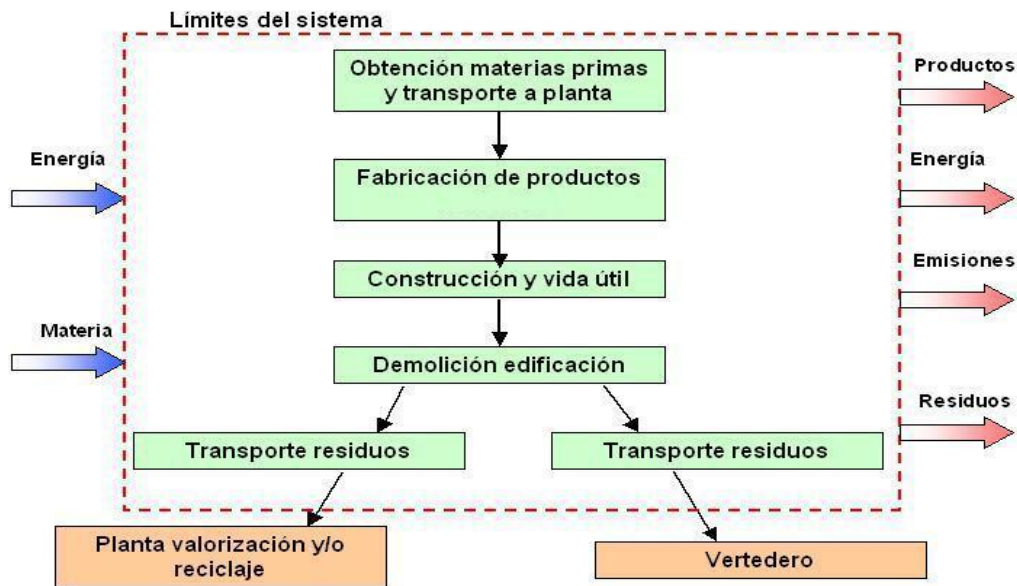 Límites del sistema
Obtención materias primas
y transporte a planta
Productos
Energía
Fabricación de productos
Energía
Construcción y vida útil
Emisiones
Materia
Demolición edificación
Residuos
Transporte residuos
Transporte residuos
Planta valorización y/o
reciclaje
Vertedero